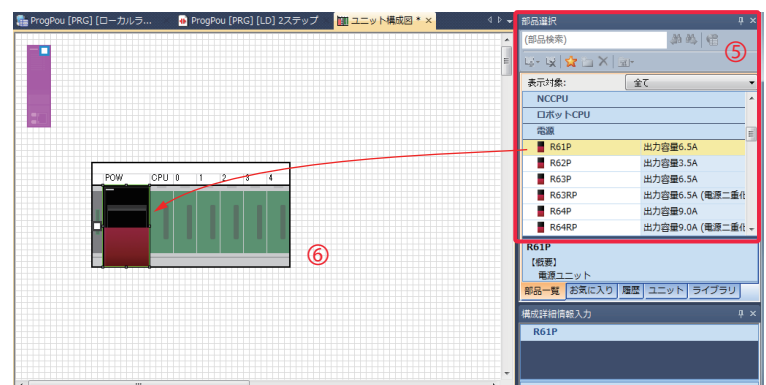 ProgPou [PRG] [ローカルラ...
ProgPou [PRG] [LD] 2ステップ
ユニット構成図 * ×
部品選択
(部品検索)
⑤
表示対象:
全て
NCCPU
ロボットCPU
電源
R61P 出力容量6.5A
R62P 出力容量3.5A
R63P 出力容量6.5A
R63RP 出力容量6.5A (電源二重化
R64P 出力容量9.0A
R64RP 出力容量9.0A (電源二重化
POW CPU 0 1 2 3 4
⑥
R61P
【概要】
電源ユニット
部品一覧 お気に入り 履歴 ユニット ライブラリ
構成詳細情報入力
R61P